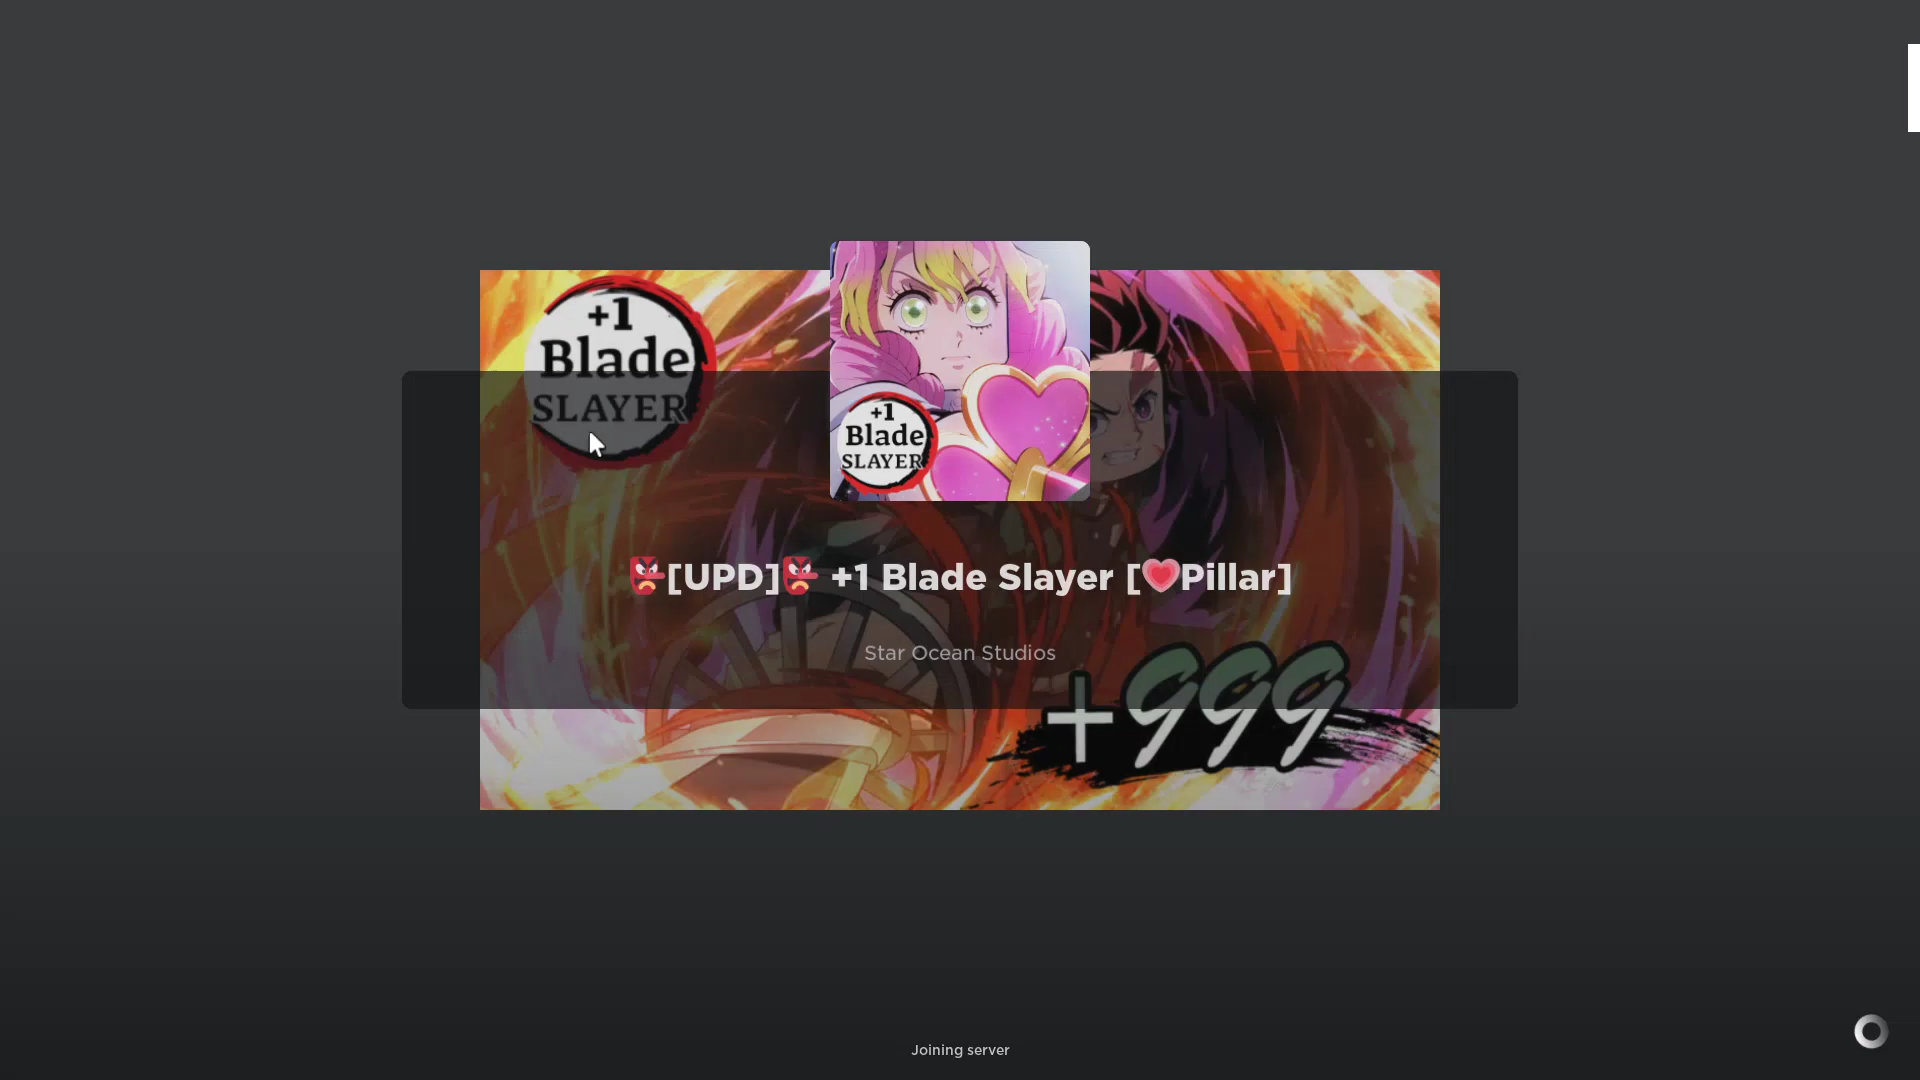 +1
Blade
SLAYER
+1
Blade
SLAYER
👺[UPD]👺 +1 Blade Slayer [💗Pillar]
Star Ocean Studios
+999
Joining server